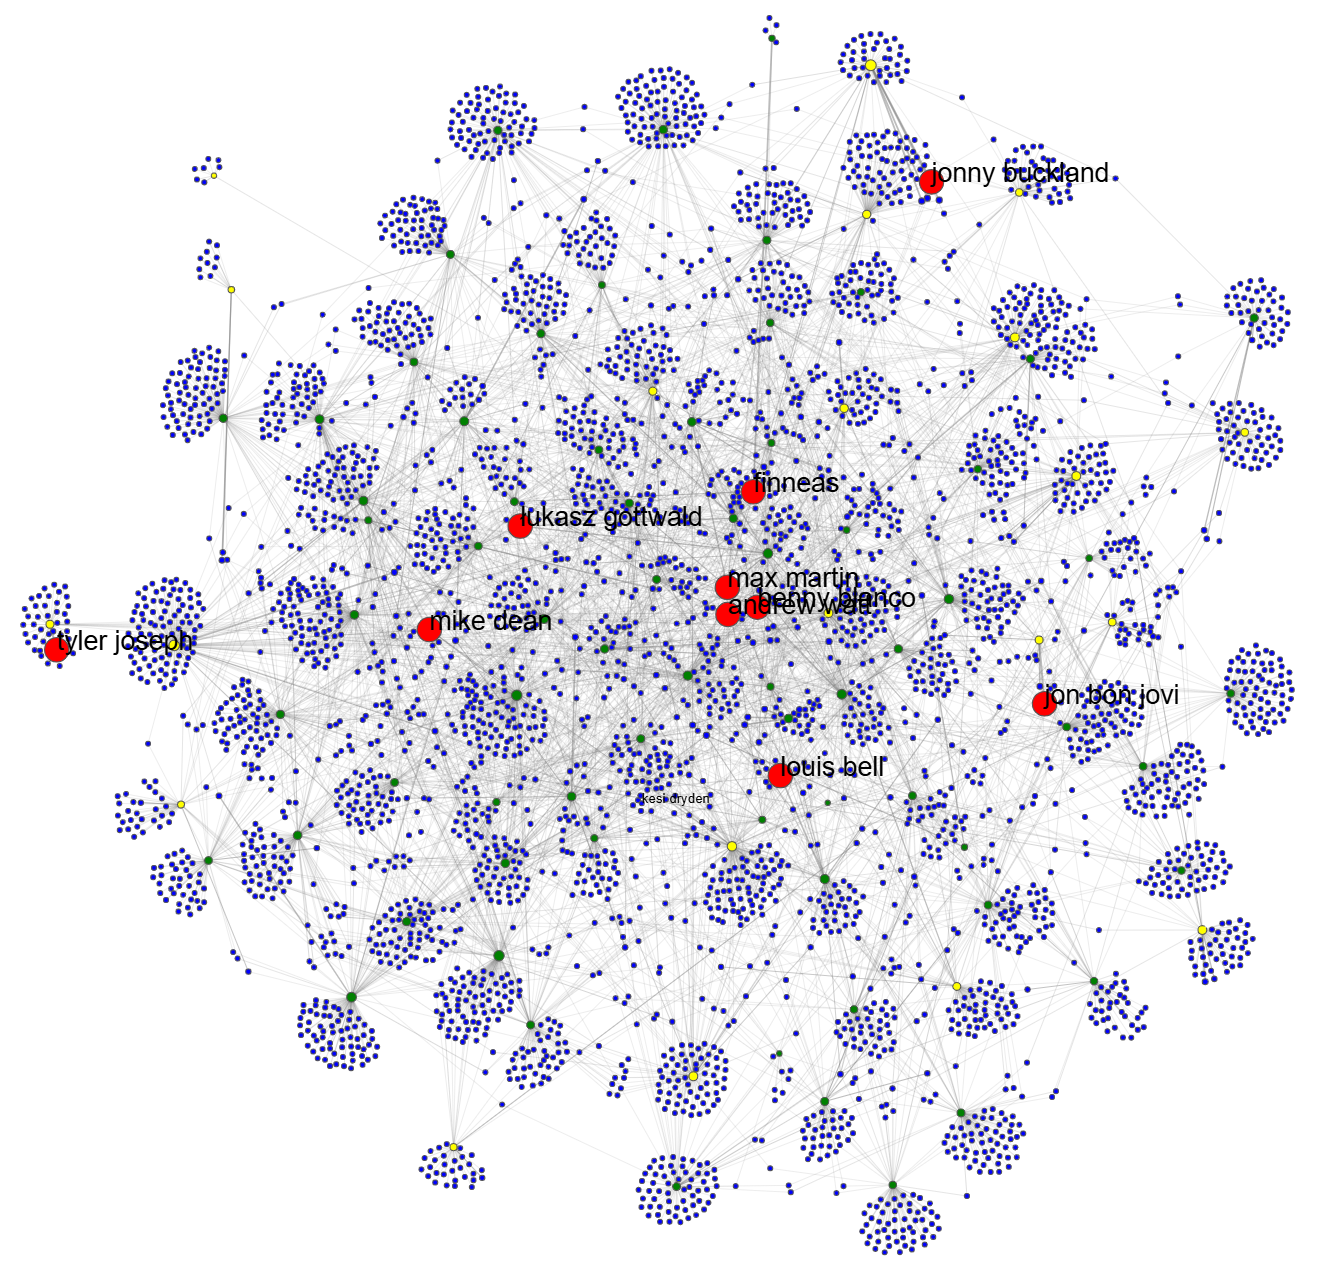 jonny buckland
finneas
lukasz gottwald
max martin
benny blanco
andrew watt
mike dean
tyler joseph
jon bon jovi
louis bell
kesi dryden